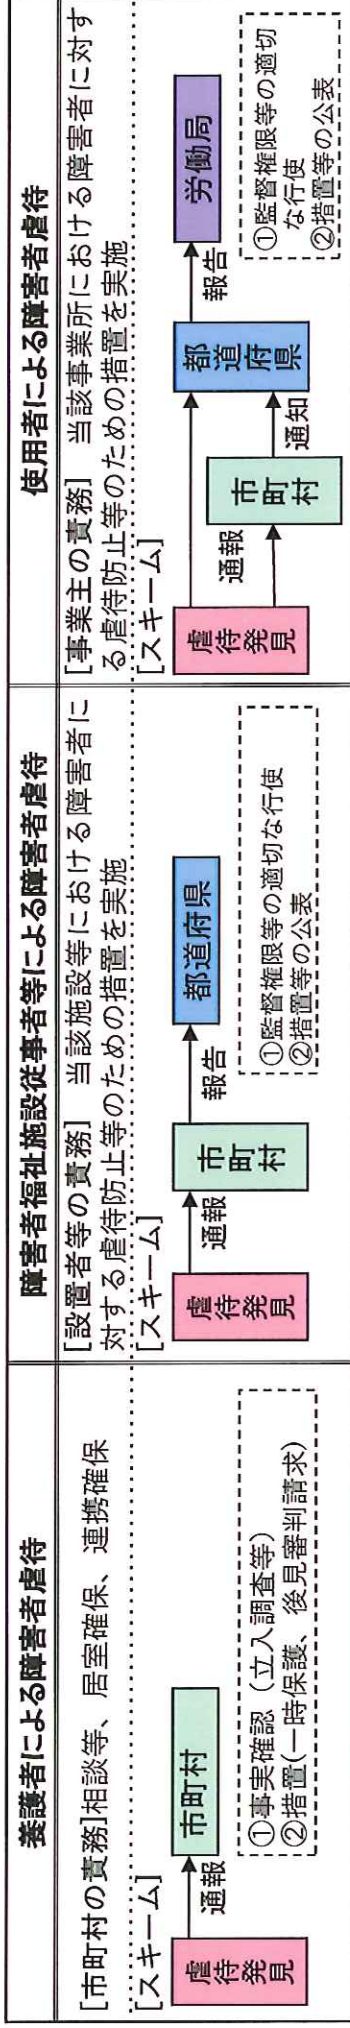 養護者による障害者虐待
[市町村の責務]相談等、居室確保、連携確保
[スキーム]
虐待発見
通報
市町村
①事実確認（立入調査等）
②措置(一時保護、後見審判請求)
障害者福祉施設従事者等による障害者虐待
[設置者等の責務]　当該施設等における障害者に
対する虐待防止等のための措置を実施
[スキーム]
虐待発見
通報
市町村
報告
都道府県
①監督権限等の適切な行使
②措置等の公表
使用者による障害者虐待
[事業主の責務]　当該事業所における障害者に対す
る虐待防止等のための措置を実施
[スキーム]
虐待発見
通報
市町村
通知
都道府県
報告
労働局
①監督権限等の適切
な行使
②措置等の公表